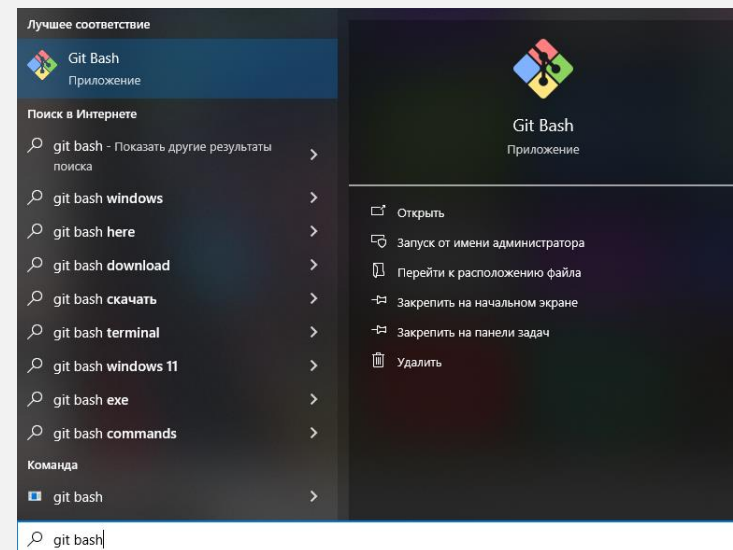 Лучшее соответствие
Git Bash
Приложение
Поиск в Интернете
git bash - Показать другие результаты
поиска
git bash windows
git bash here
git bash download
git bash скачать
git bash terminal
git bash windows 11
git bash exe
git bash commands
Команда
git bash
git bash
Git Bash
Приложение
Открыть
Запуск от имени администратора
Перейти к расположению файла
Закрепить на начальном экране
Закрепить на панели задач
Удалить